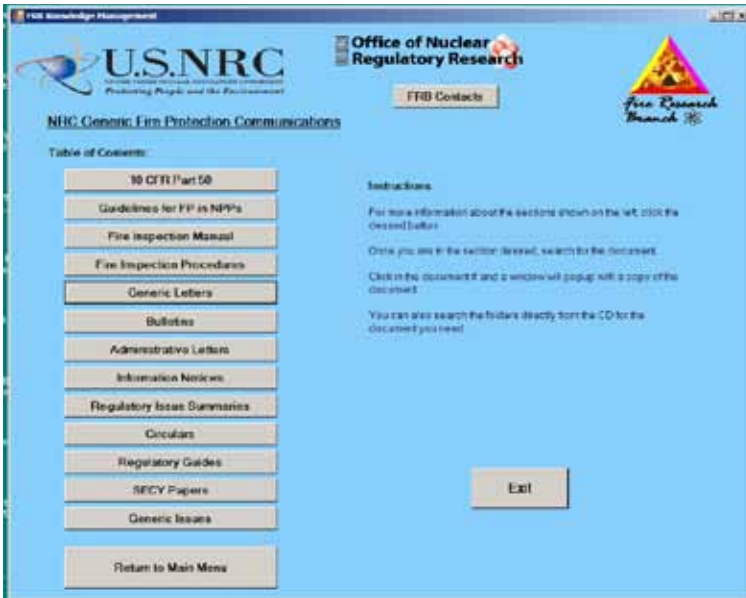 FRB Knowledge Management
U.S.NRC
UNITED STATES NUCLEAR REGULATORY COMMISSION
Protecting People and the Environment
Office of Nuclear
Regulatory Research
FRB Contacts
Fire Research
Branch
NRC Generic Fire Protection Communications
Table of Contents:
10 CFR Part 50
Guidelines for FP in NPPs
Fire Inspection Manual
Fire Inspection Procedures
Generic Letters
Bulletins
Administrative Letters
Information Notices
Regulatory Issue Summaries
Circulars
Regulatory Guides
SECY Papers
Generic Issues
Return to Main Menu
Instructions
For more information about the sections shown on the left, click the
desired button.
Once you are in the section desired, search for the document.
Click in the document # and a window will popup with a copy of the
document
You can also search the folders directly from the CD for the
document you need
Exit